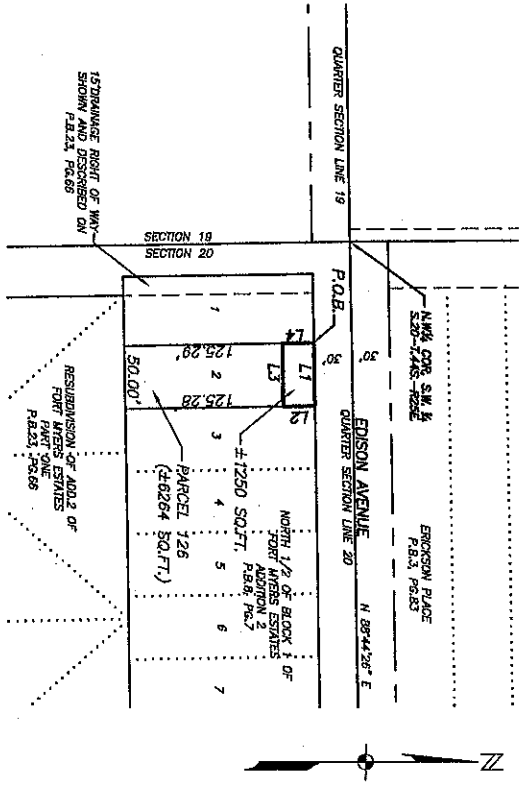 QUARTER SECTION LINE 19
N.W¼ COR. S.W. ¼
S.20-T.44S.-R25E
ERICKSON PLACE
P.B.3, PG.83
30'
30'
EDISON AVENUE
QUARTER SECTION LINE 20
N 88°44'26" E
P.O.B.
SECTION 19
SECTION 20
L4
L1
L3
L2
1
2
3
4
5
6
7
125.29'
125.28'
50.00'
±1250 SQ.FT.
NORTH 1/2 OF BLOCK 1 OF
FORT MYERS ESTATES
ADDITION 2
P.B.8, PG.7
PARCEL 126
(±6264 SQ.FT.)
15' DRAINAGE RIGHT OF WAY
SHOWN AND DESCRIBED ON
P.B.23, PG.66
RESUBDIVISION OF ADD.2 OF
FORT MYERS ESTATES
PART ONE
P.B.23, PG.66
N